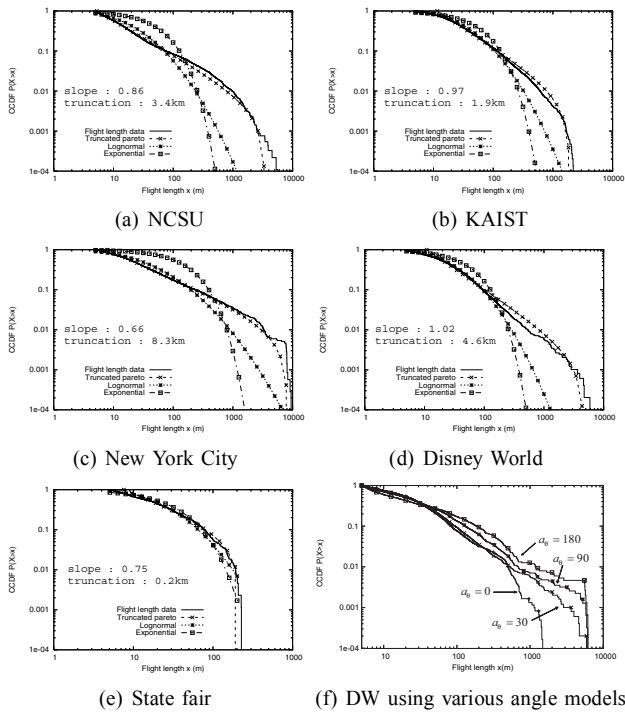 CCDF P(X>x)
1
0.1
0.01
0.001
1e-04
slope : 0.86
truncation : 3.4km
Flight length data
Truncated pareto
Lognormal
Exponential
1 10 100 1000 10000
Flight length x (m)
(a) NCSU
CCDF P(X>x)
1
0.1
0.01
0.001
1e-04
slope : 0.97
truncation : 1.9km
Flight length data
Truncated pareto
Lognormal
Exponential
1 10 100 1000 10000
Flight length x (m)
(b) KAIST
CCDF P(X>x)
1
0.1
0.01
0.001
1e-04
slope : 0.66
truncation : 8.3km
Flight length data
Truncated pareto
Lognormal
Exponential
1 10 100 1000 10000
Flight length x (m)
(c) New York City
CCDF P(X>x)
1
0.1
0.01
0.001
1e-04
slope : 1.02
truncation : 4.6km
Flight length data
Truncated pareto
Lognormal
Exponential
1 10 100 1000 10000
Flight length x (m)
(d) Disney World
CCDF P(X>x)
1
0.1
0.01
0.001
1e-04
slope : 0.75
truncation : 0.2km
Flight length data
Truncated pareto
Lognormal
Exponential
1 10 100 1000
Flight length x (m)
(e) State fair
CCDF P(X>x)
1
0.1
0.01
0.001
1e-04
aθ = 180
aθ = 90
aθ = 0
aθ = 30
10 100 1000 10000
Flight length x(m)
(f) DW using various angle models